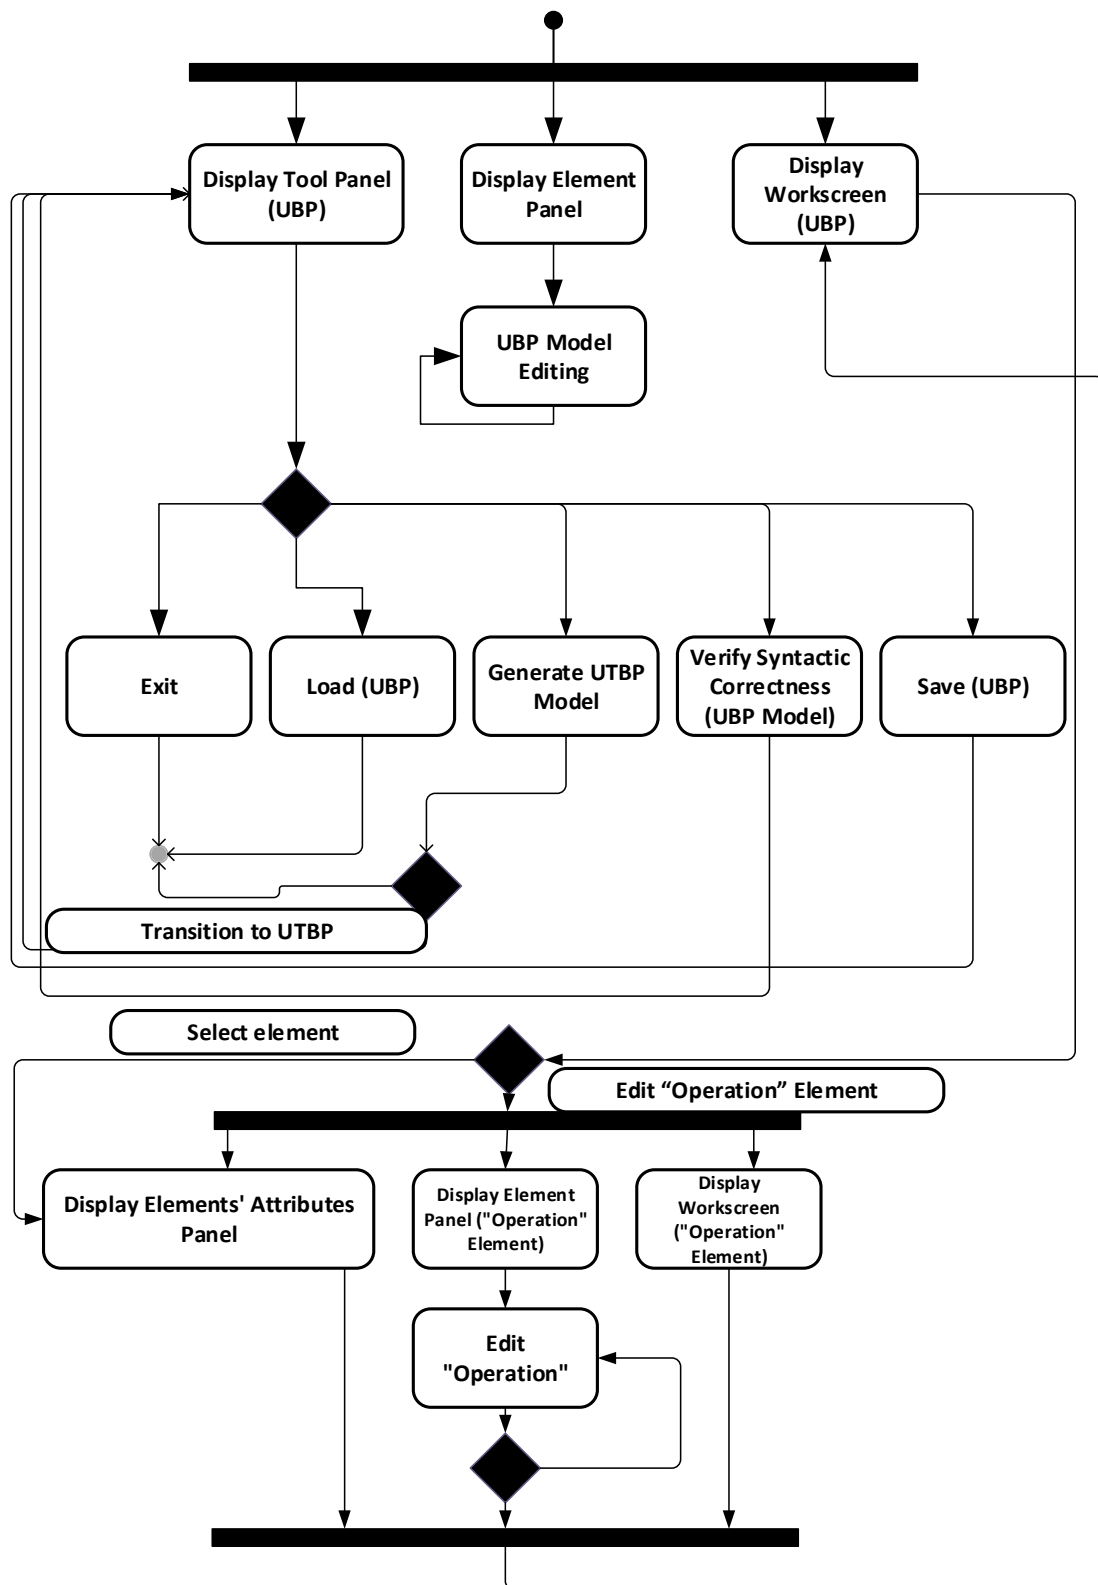 Display Tool Panel
(UBP)
Display Element
Panel
Display
Workscreen
(UBP)
UBP Model
Editing
Exit
Load (UBP)
Generate UTBP
Model
Verify Syntactic
Correctness
(UBP Model)
Save (UBP)
Transition to UTBP
Select element
Edit “Operation” Element
Display Elements' Attributes
Panel
Display Element
Panel ("Operation"
Element)
Display
Workscreen
("Operation"
Element)
Edit
"Operation"